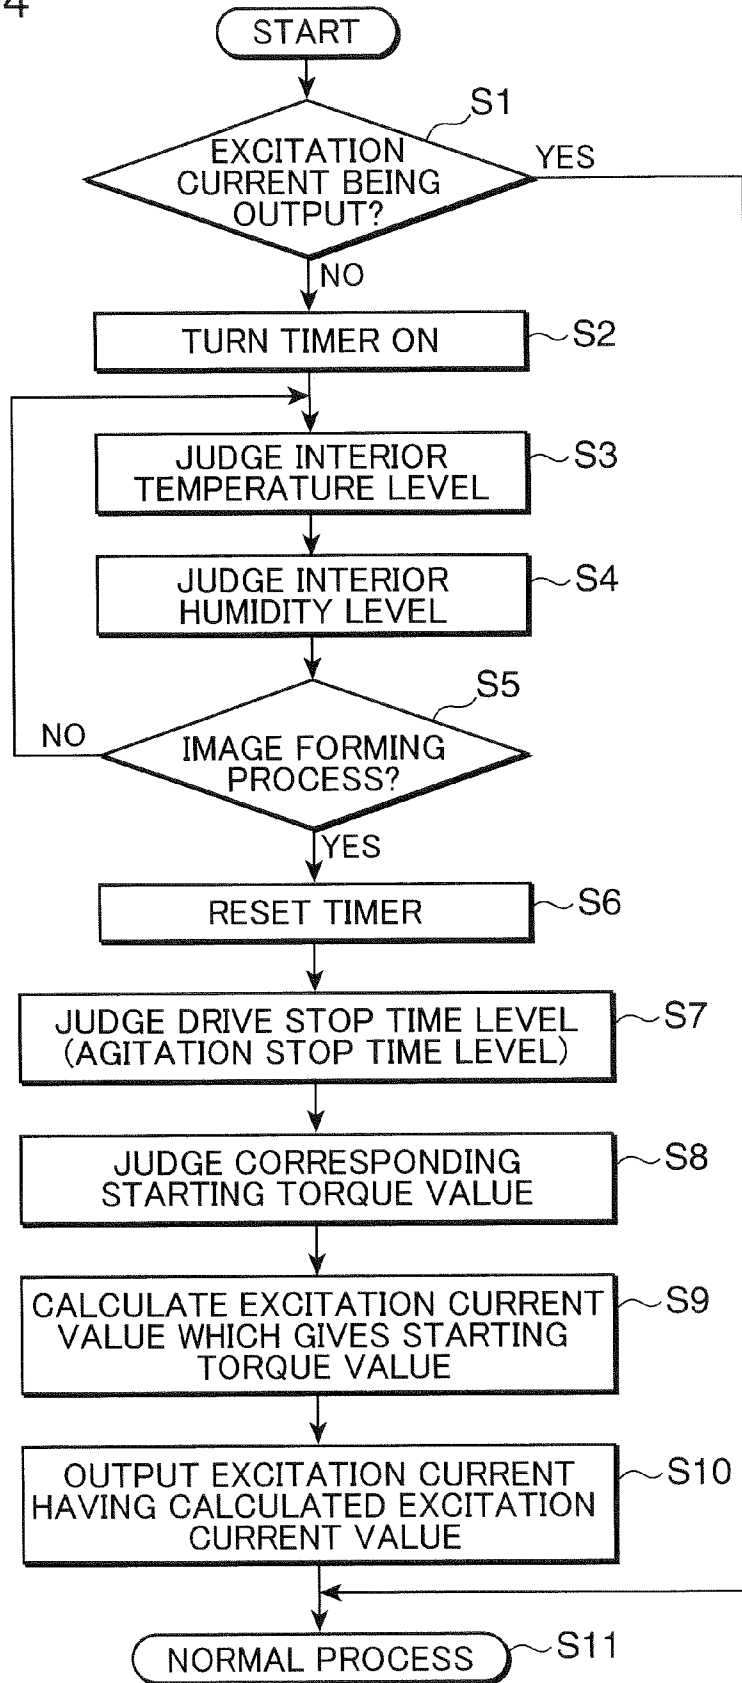 4
START
S1
EXCITATION
CURRENT BEING
OUTPUT?
YES
NO
TURN TIMER ON
S2
JUDGE INTERIOR
TEMPERATURE LEVEL
S3
JUDGE INTERIOR
HUMIDITY LEVEL
S4
S5
NO
IMAGE FORMING
PROCESS?
YES
RESET TIMER
S6
JUDGE DRIVE STOP TIME LEVEL
(AGITATION STOP TIME LEVEL)
S7
JUDGE CORRESPONDING
STARTING TORQUE VALUE
S8
CALCULATE EXCITATION CURRENT
VALUE WHICH GIVES STARTING
TORQUE VALUE
S9
OUTPUT EXCITATION CURRENT
HAVING CALCULATED EXCITATION
CURRENT VALUE
S10
NORMAL PROCESS
S11